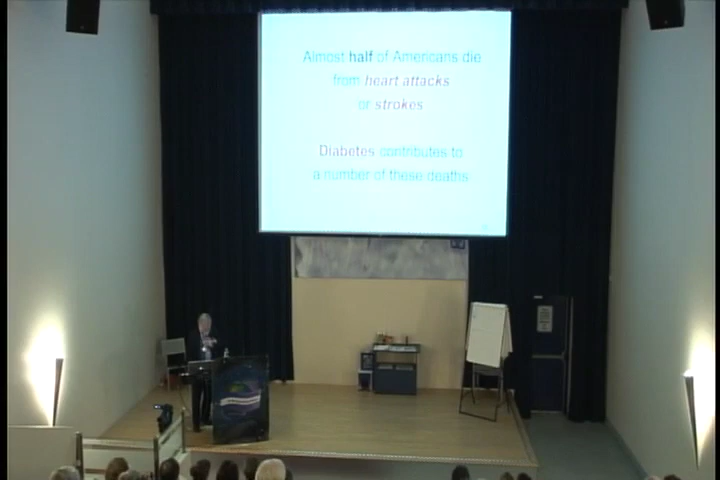 Almost half of Americans die
from heart attacks
or strokes
Diabetes contributes to
a number of these deaths